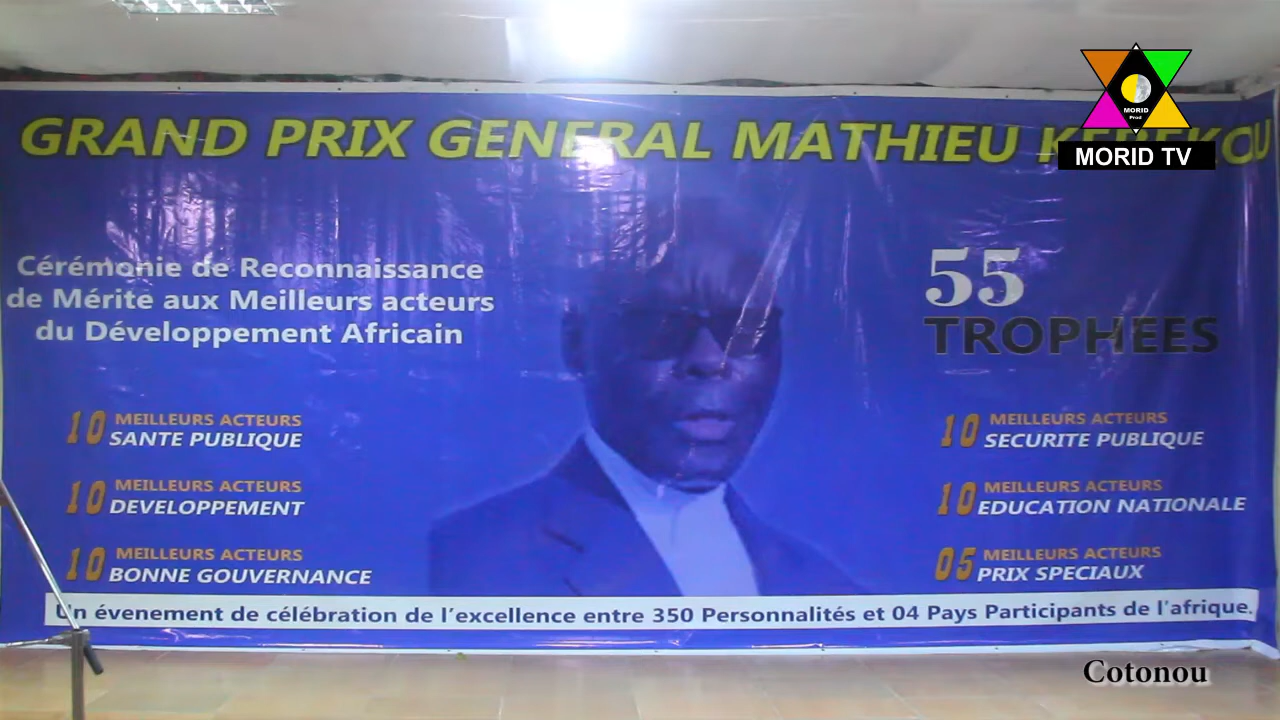 GRAND PRIX GENERAL MATHIEU KEREKOU
MORID
Prod
MORID TV
Cérémonie de Reconnaissance
de Mérite aux Meilleurs acteurs
du Développement Africain
55
TROPHEES
10 MEILLEURS ACTEURS
SANTE PUBLIQUE
10 MEILLEURS ACTEURS
DEVELOPPEMENT
10 MEILLEURS ACTEURS
BONNE GOUVERNANCE
10 MEILLEURS ACTEURS
SECURITE PUBLIQUE
10 MEILLEURS ACTEURS
EDUCATION NATIONALE
05 MEILLEURS ACTEURS
PRIX SPECIAUX
Un évenement de célébration de l'excellence entre 350 Personnalités et 04 Pays Participants de l'afrique.
Cotonou